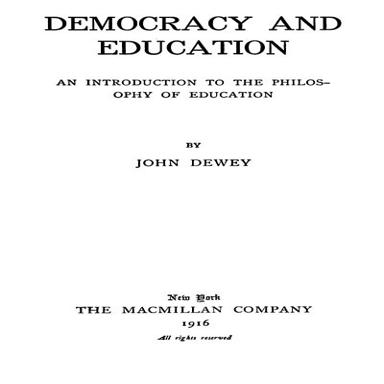 DEMOCRACY AND
EDUCATION
AN INTRODUCTION TO THE PHILOS-
OPHY OF EDUCATION
BY
JOHN DEWEY
New York
THE MACMILLAN COMPANY
1916
All rights reserved